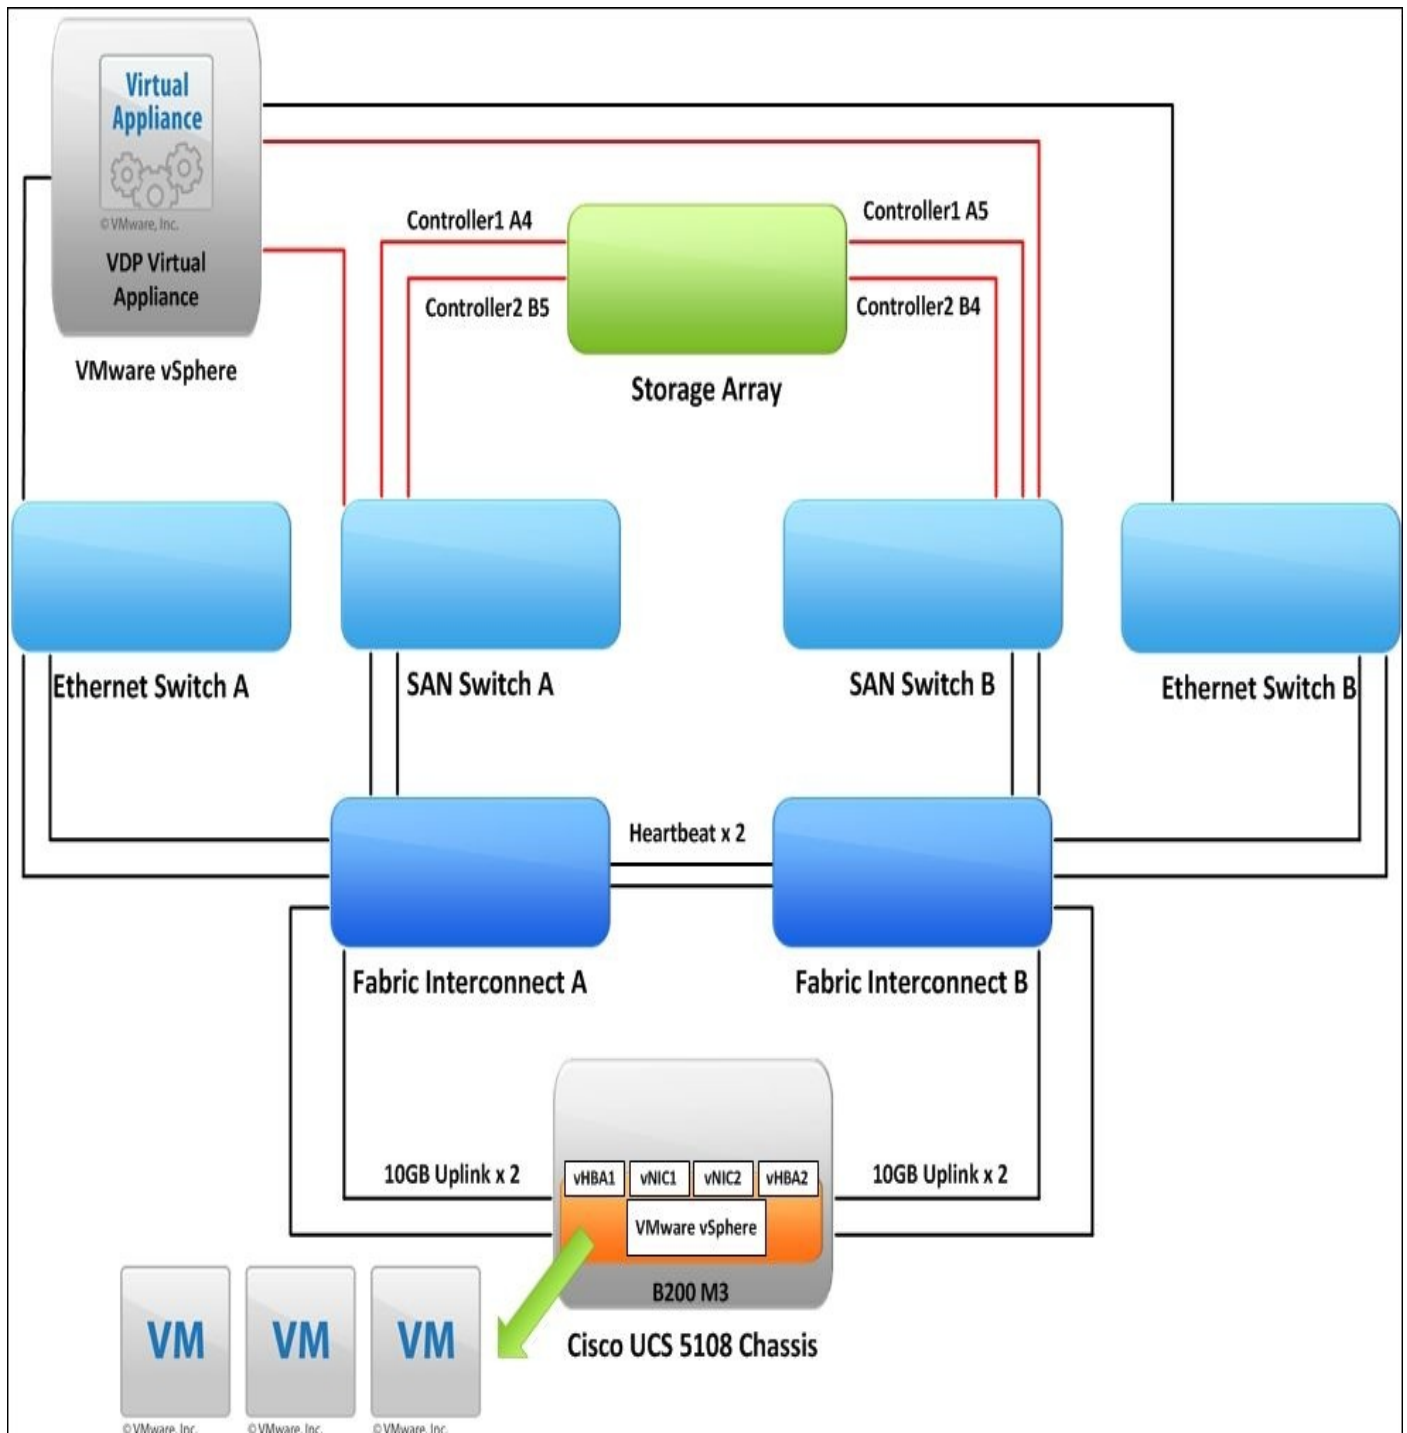 Virtual
Appliance
© VMware, Inc.
VDP Virtual
Appliance
VMware vSphere
Controller1 A4
Controller1 A5
Controller2 B5
Controller2 B4
Storage Array
Ethernet Switch A
SAN Switch A
SAN Switch B
Ethernet Switch B
Heartbeat x 2
Fabric Interconnect A
Fabric Interconnect B
10GB Uplink x 2
10GB Uplink x 2
vHBA1
vNIC1
vNIC2
vHBA2
VMware vSphere
B200 M3
Cisco UCS 5108 Chassis
VM
VM
VM
© VMware, Inc.
© VMware, Inc.
© VMware, Inc.